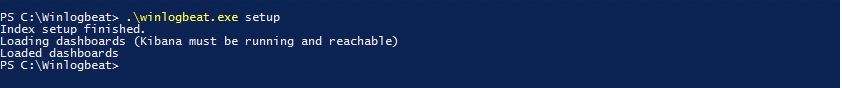 PS C:\Winlogbeat> .\winlogbeat.exe setup
Index setup finished.
Loading dashboards (Kibana must be running and reachable)
Loaded dashboards
PS C:\Winlogbeat>